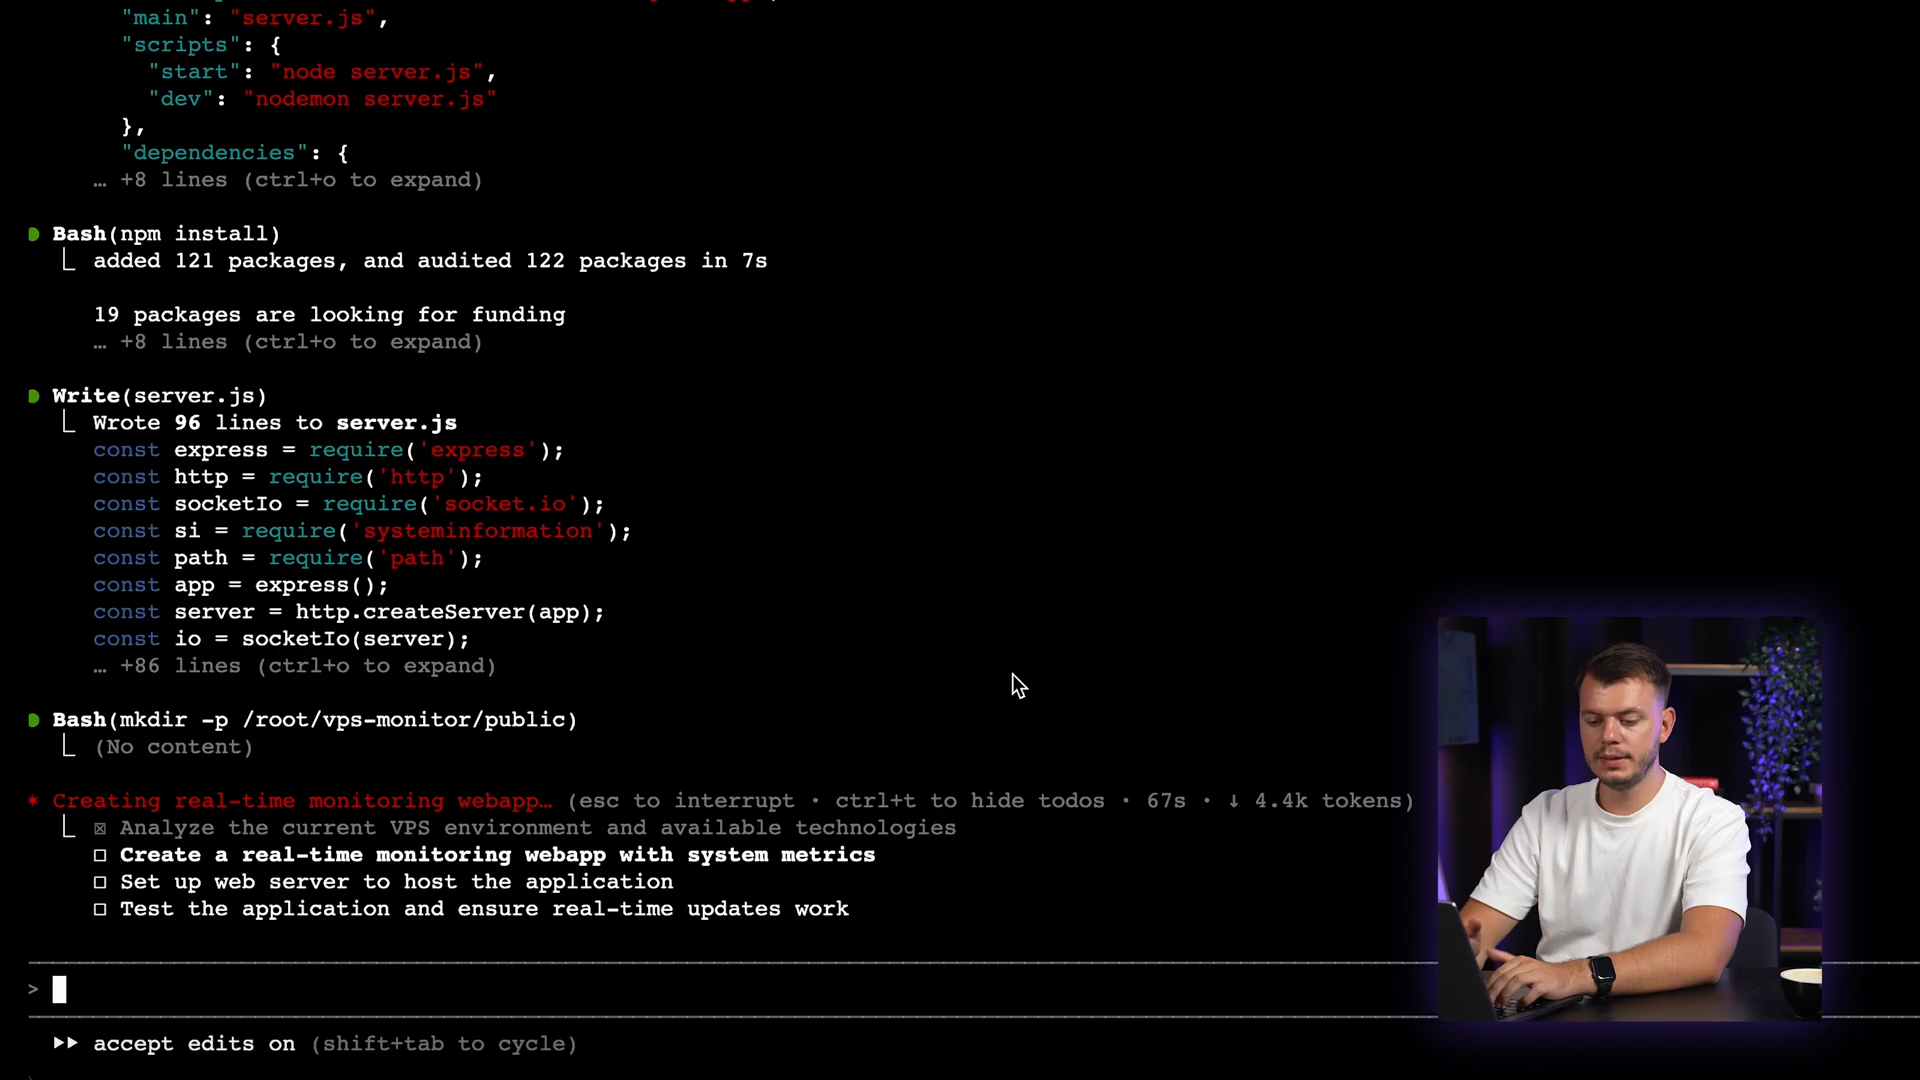 "main": "server.js",
"scripts": {
"start": "node server.js",
"dev": "nodemon server.js"
},
"dependencies": {
… +8 lines (ctrl+o to expand)
Bash(npm install)
added 121 packages, and audited 122 packages in 7s
19 packages are looking for funding
… +8 lines (ctrl+o to expand)
Write(server.js)
Wrote 96 lines to server.js
const express = require('express');
const http = require('http');
const socketIo = require('socket.io');
const si = require('systeminformation');
const path = require('path');
const app = express();
const server = http.createServer(app);
const io = socketIo(server);
… +86 lines (ctrl+o to expand)
Bash(mkdir -p /root/vps-monitor/public)
(No content)
* Creating real-time monitoring webapp… (esc to interrupt · ctrl+t to hide todos · 67s · ↓ 4.4k tokens)
☒ Analyze the current VPS environment and available technologies
☐ Create a real-time monitoring webapp with system metrics
☐ Set up web server to host the application
☐ Test the application and ensure real-time updates work
>
⏵⏵ accept edits on (shift+tab to cycle)